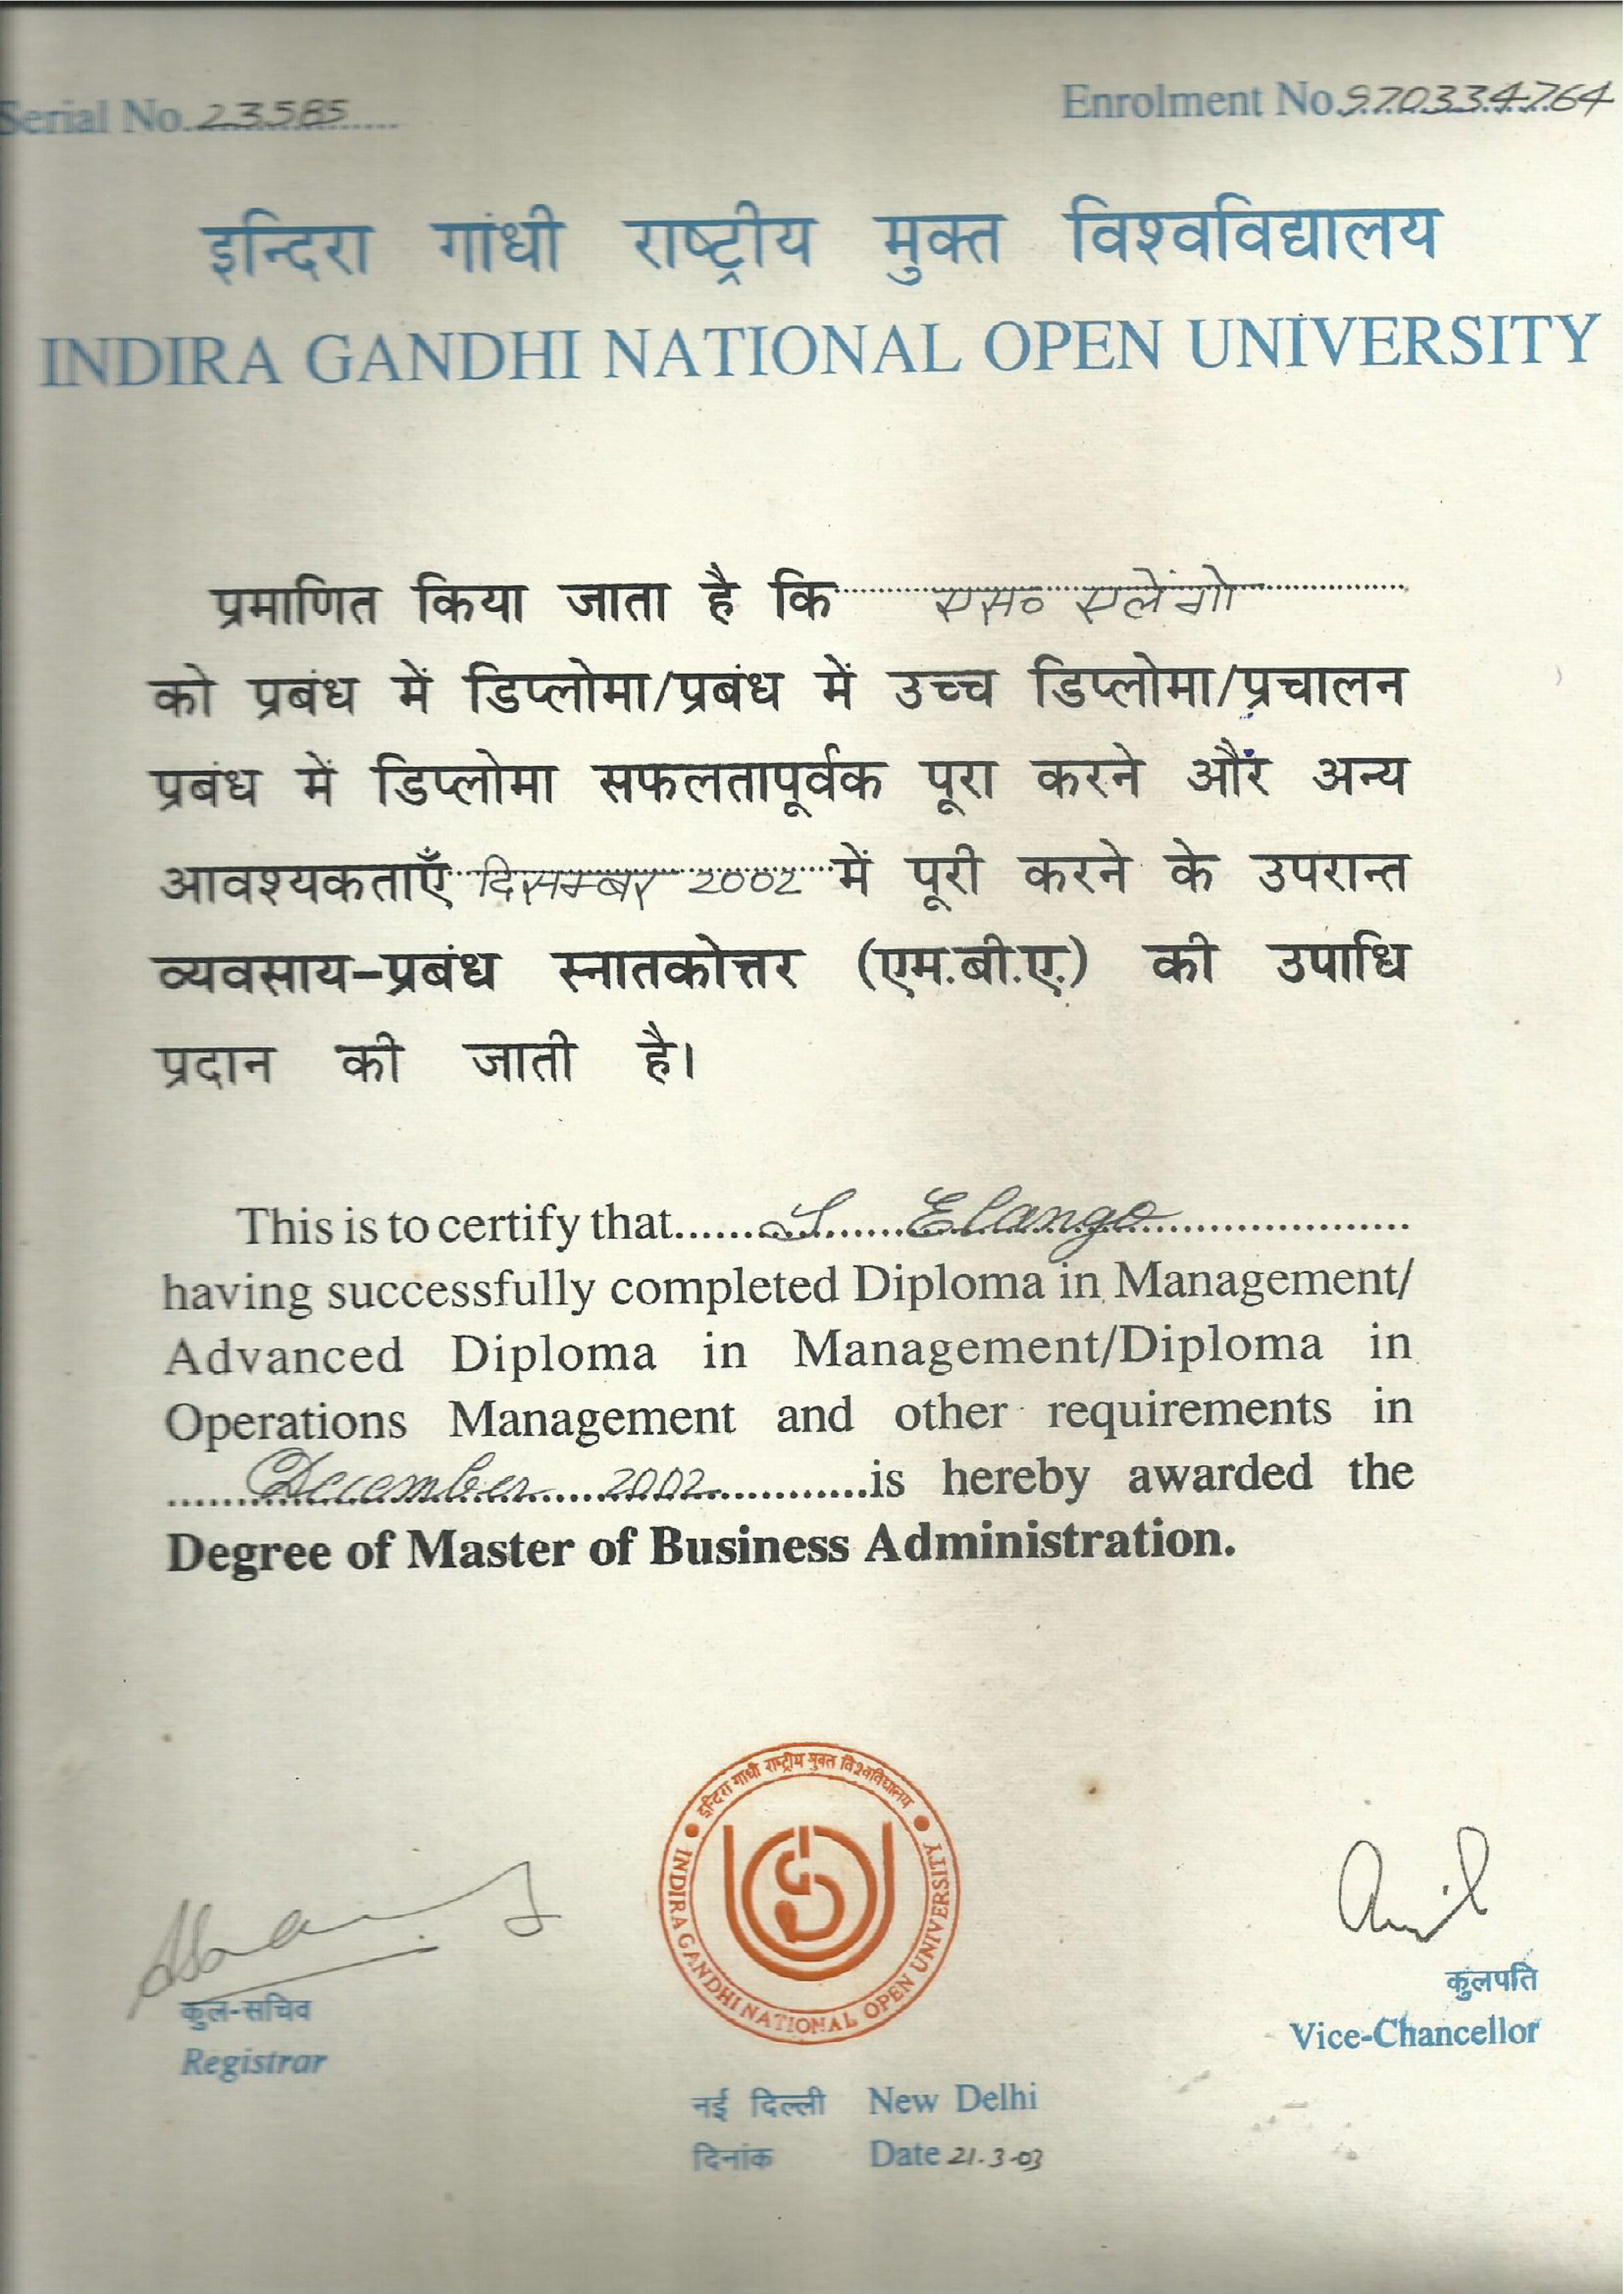 Serial No. 23585
Enrolment No. 970334764
इन्दिरा गांधी राष्ट्रीय मुक्त विश्वविद्यालय
INDIRA GANDHI NATIONAL OPEN UNIVERSITY
प्रमाणित किया जाता है कि एस० एलेंगो
को प्रबंध में डिप्लोमा/प्रबंध में उच्च डिप्लोमा/प्रचालन
प्रबंध में डिप्लोमा सफलतापूर्वक पूरा करने और अन्य
आवश्यकताएँ दिसम्बर 2002 में पूरी करने के उपरान्त
व्यवसाय-प्रबंध स्नातकोत्तर (एम.बी.ए.) की उपाधि
प्रदान की जाती है।
This is to certify that S Elango
having successfully completed Diploma in Management/
Advanced Diploma in Management/Diploma in
Operations Management and other requirements in
December 2002 is hereby awarded the
Degree of Master of Business Administration.
इन्दिरा गांधी राष्ट्रीय मुक्त विश्वविद्यालय
INDIRA GANDHI NATIONAL OPEN UNIVERSITY
कुल-सचिव
Registrar
Anil
कुलपति
Vice-Chancellor
नई दिल्ली New Delhi
दिनांक Date 21.3.03